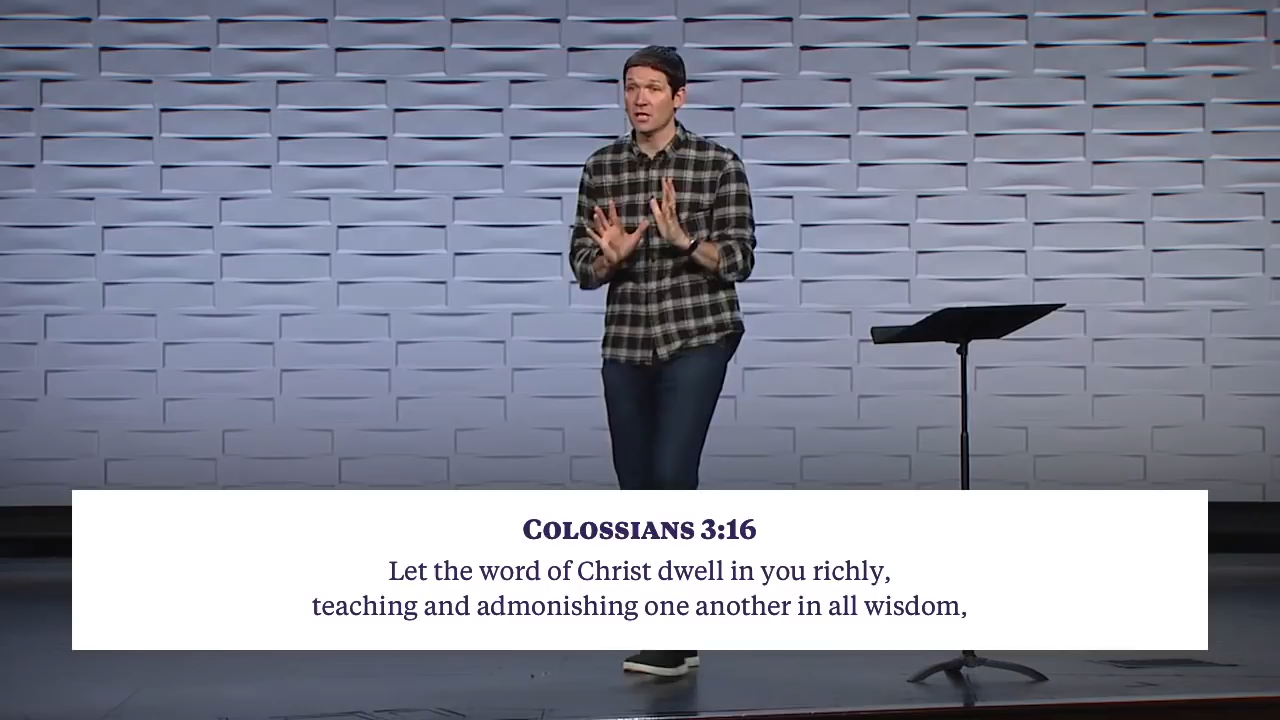 COLOSSIANS 3:16
Let the word of Christ dwell in you richly,
teaching and admonishing one another in all wisdom,